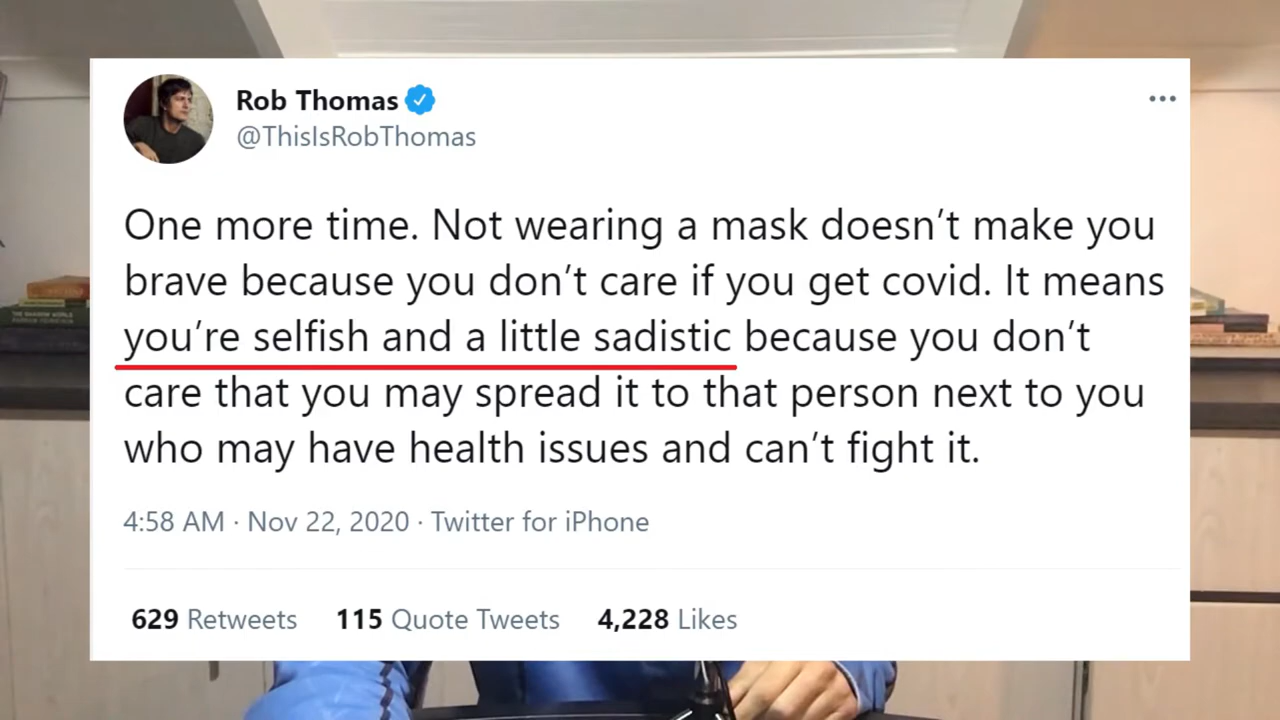 Rob Thomas
@ThisIsRobThomas
One more time. Not wearing a mask doesn’t make you
brave because you don’t care if you get covid. It means
you’re selfish and a little sadistic because you don’t
care that you may spread it to that person next to you
who may have health issues and can’t fight it.
4:58 AM · Nov 22, 2020 · Twitter for iPhone
629 Retweets 115 Quote Tweets 4,228 Likes